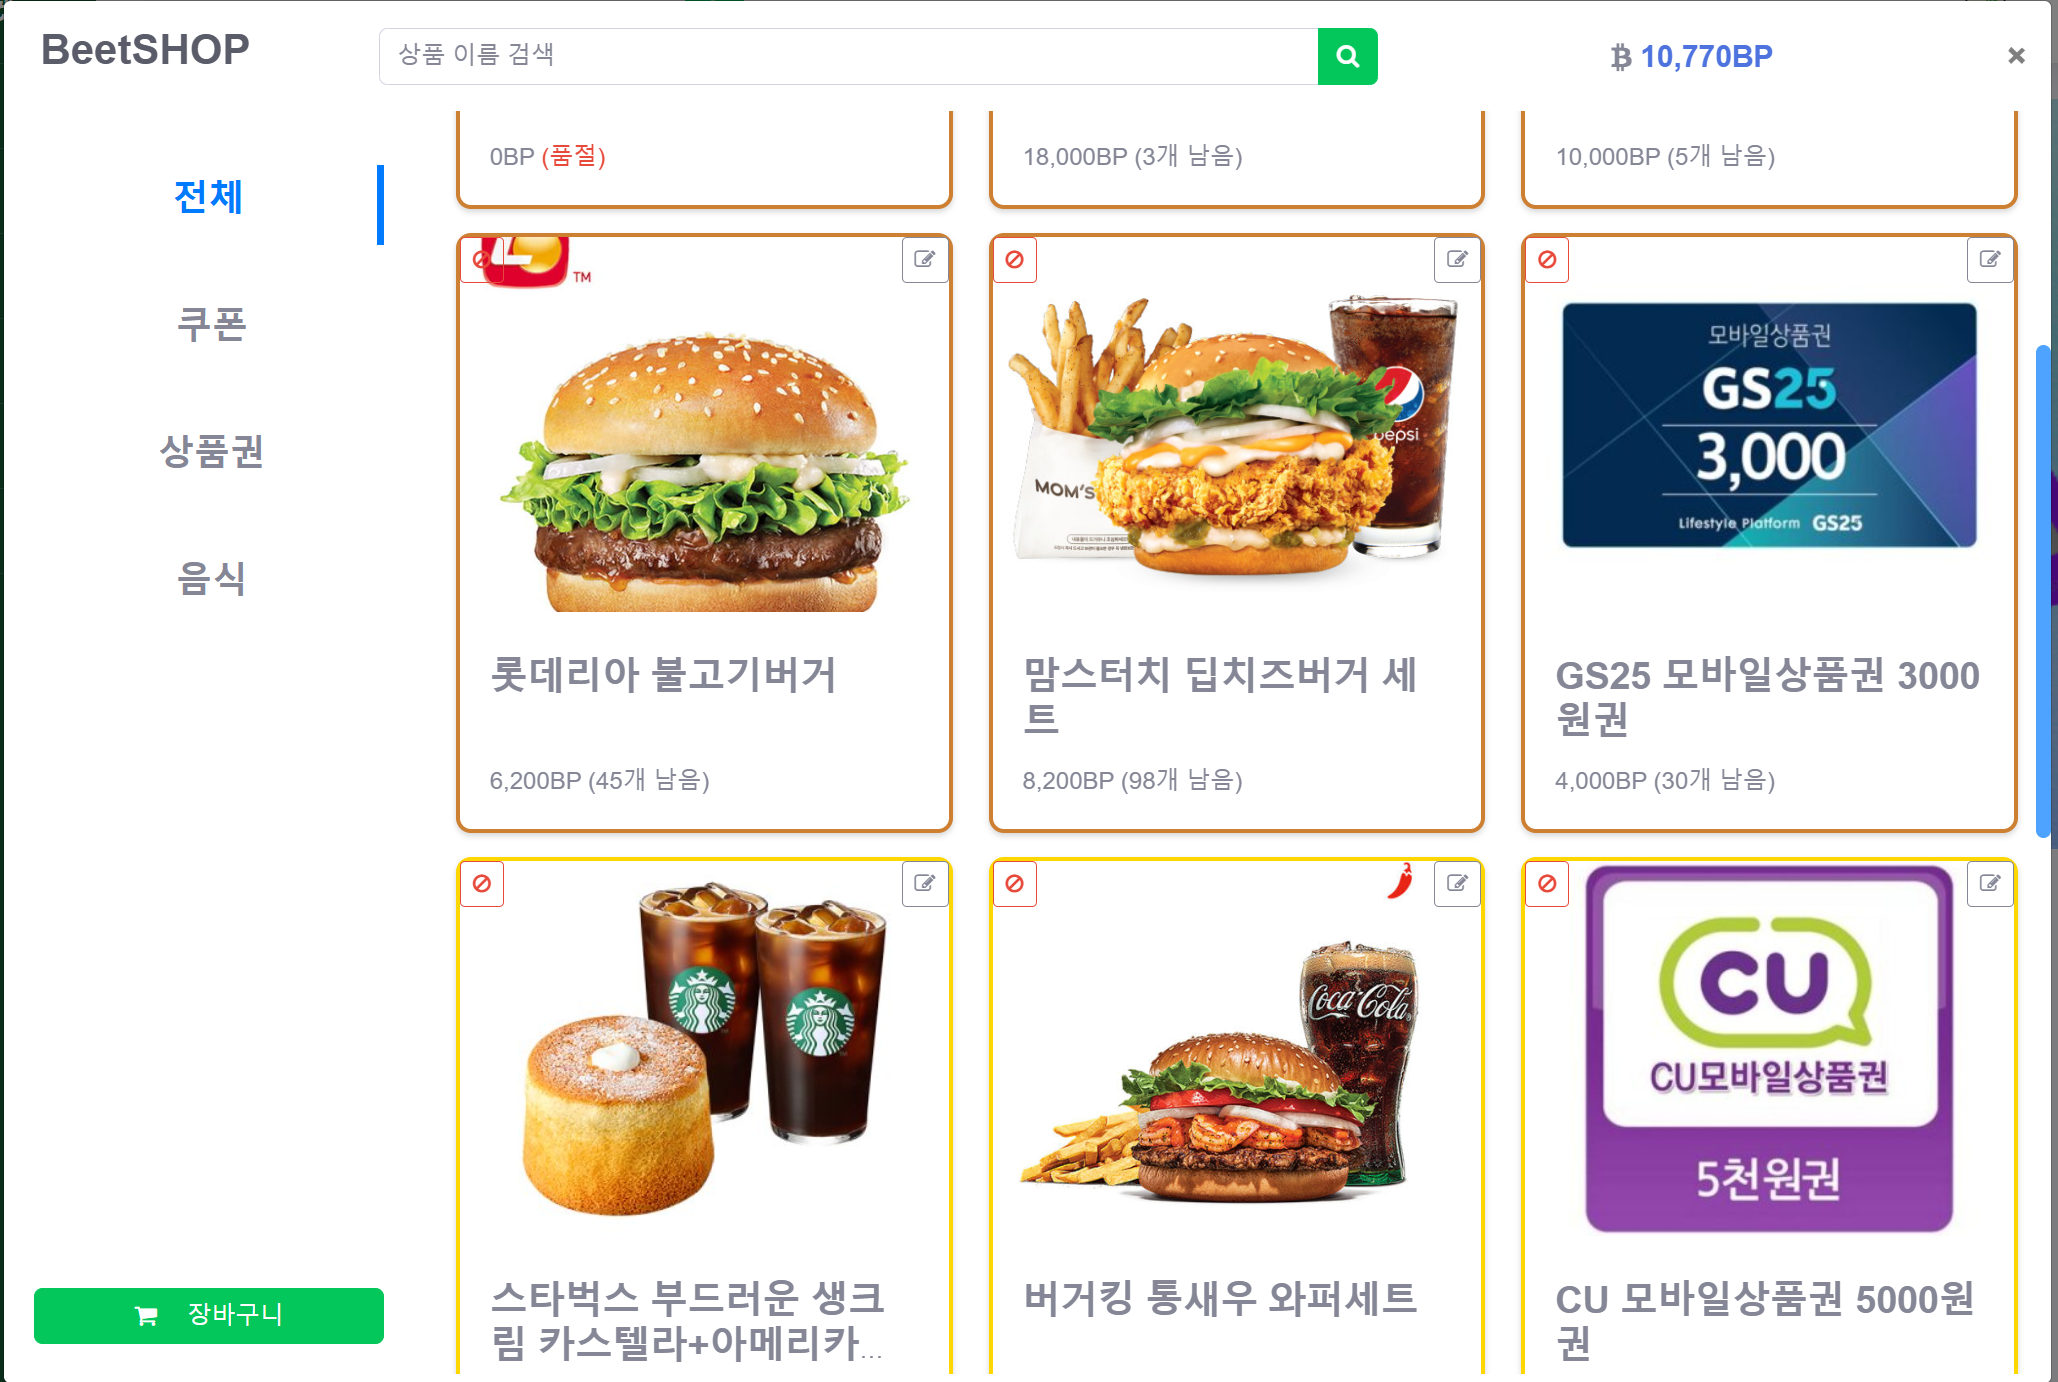 BeetSHOP
상품 이름 검색
10,770BP
전체
쿠폰
상품권
음식
장바구니
0BP (품절)
18,000BP (3개 남음)
10,000BP (5개 남음)
TM
롯데리아 불고기버거
6,200BP (45개 남음)
MOM'S
pepsi
맘스터치 딥치즈버거 세
트
8,200BP (98개 남음)
모바일상품권
GS25
3,000
Lifestyle Platform GS25
GS25 모바일상품권 3000
원권
4,000BP (30개 남음)
스타벅스 부드러운 생크
림 카스텔라+아메리카...
Coca-Cola
버거킹 통새우 와퍼세트
CU
CU모바일상품권
5천원권
CU 모바일상품권 5000원
권